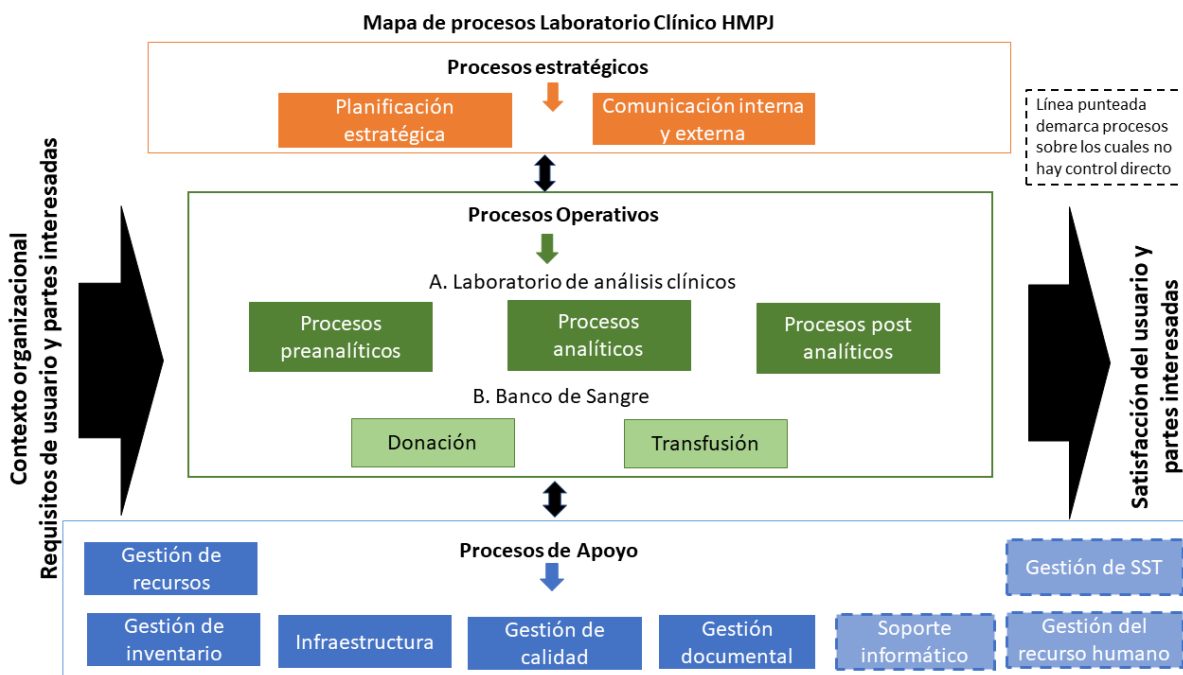 Mapa de procesos Laboratorio Clínico HMPJ
Procesos estratégicos
Planificación
estratégica
Comunicación interna
y externa
Línea punteada
demarca procesos
sobre los cuales no
hay control directo
Contexto organizacional
Requisitos de usuario y partes interesadas
Procesos Operativos
A. Laboratorio de análisis clínicos
Procesos
preanalíticos
Procesos
analíticos
Procesos post
analíticos
B. Banco de Sangre
Donación
Transfusión
Satisfacción del usuario y
partes interesadas
Procesos de Apoyo
Gestión de
recursos
Gestión de SST
Gestión de
inventario
Infraestructura
Gestión de
calidad
Gestión
documental
Soporte
informático
Gestión del
recurso humano